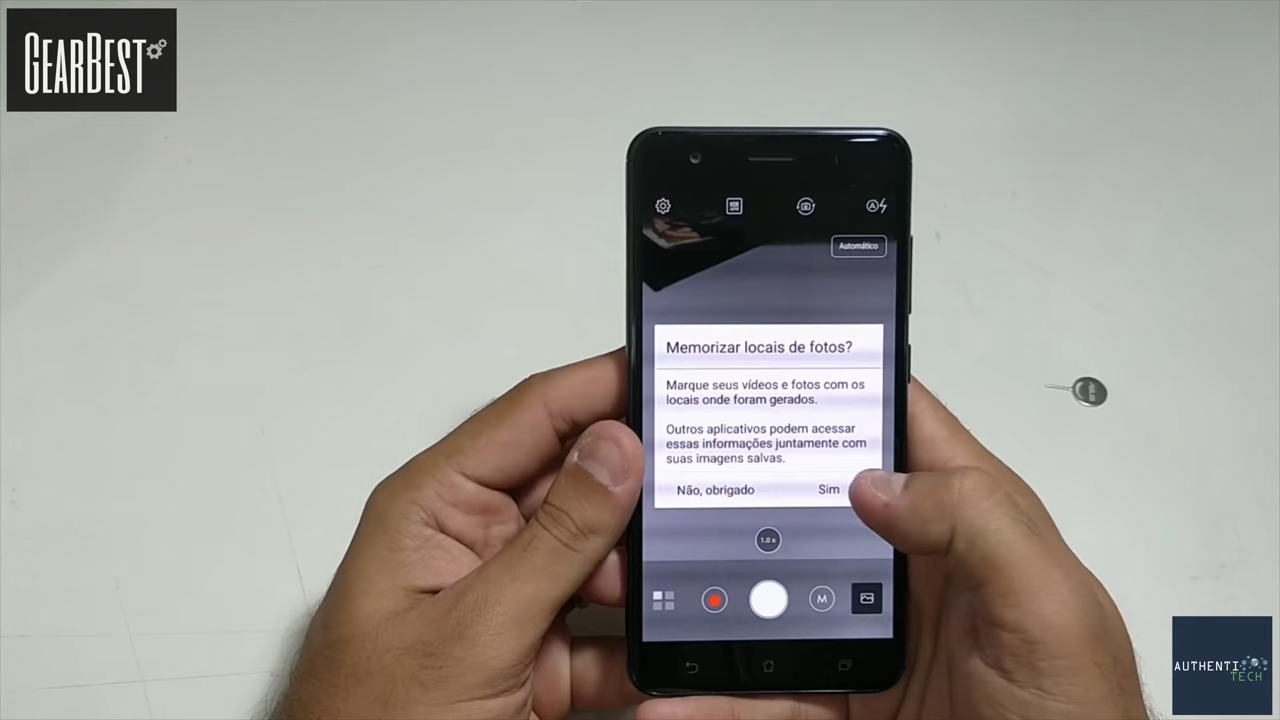 GEARBEST
Automático
Memorizar locais de fotos?
Marque seus vídeos e fotos com os
locais onde foram gerados.
Outros aplicativos podem acessar
essas informações juntamente com
suas imagens salvas.
Não, obrigado
Sim
1.0 x
M
AUTHENTI
TECH